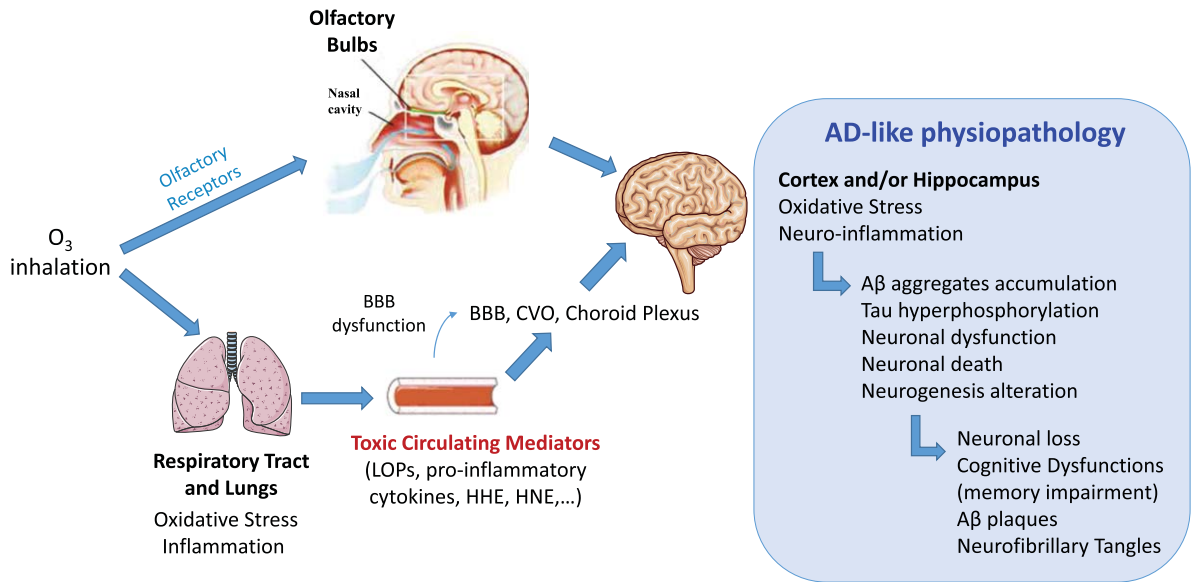 Olfactory
Bulbs
Nasal
cavity
Olfactory
Receptors
O₃
inhalation
BBB
dysfunction
BBB, CVO, Choroid Plexus
Respiratory Tract
and Lungs
Oxidative Stress
Inflammation
Toxic Circulating Mediators
(LOPs, pro-inflammatory
cytokines, HHE, HNE,...)
AD-like physiopathology
Cortex and/or Hippocampus
Oxidative Stress
Neuro-inflammation
Aβ aggregates accumulation
Tau hyperphosphorylation
Neuronal dysfunction
Neuronal death
Neurogenesis alteration
Neuronal loss
Cognitive Dysfunctions
(memory impairment)
Aβ plaques
Neurofibrillary Tangles